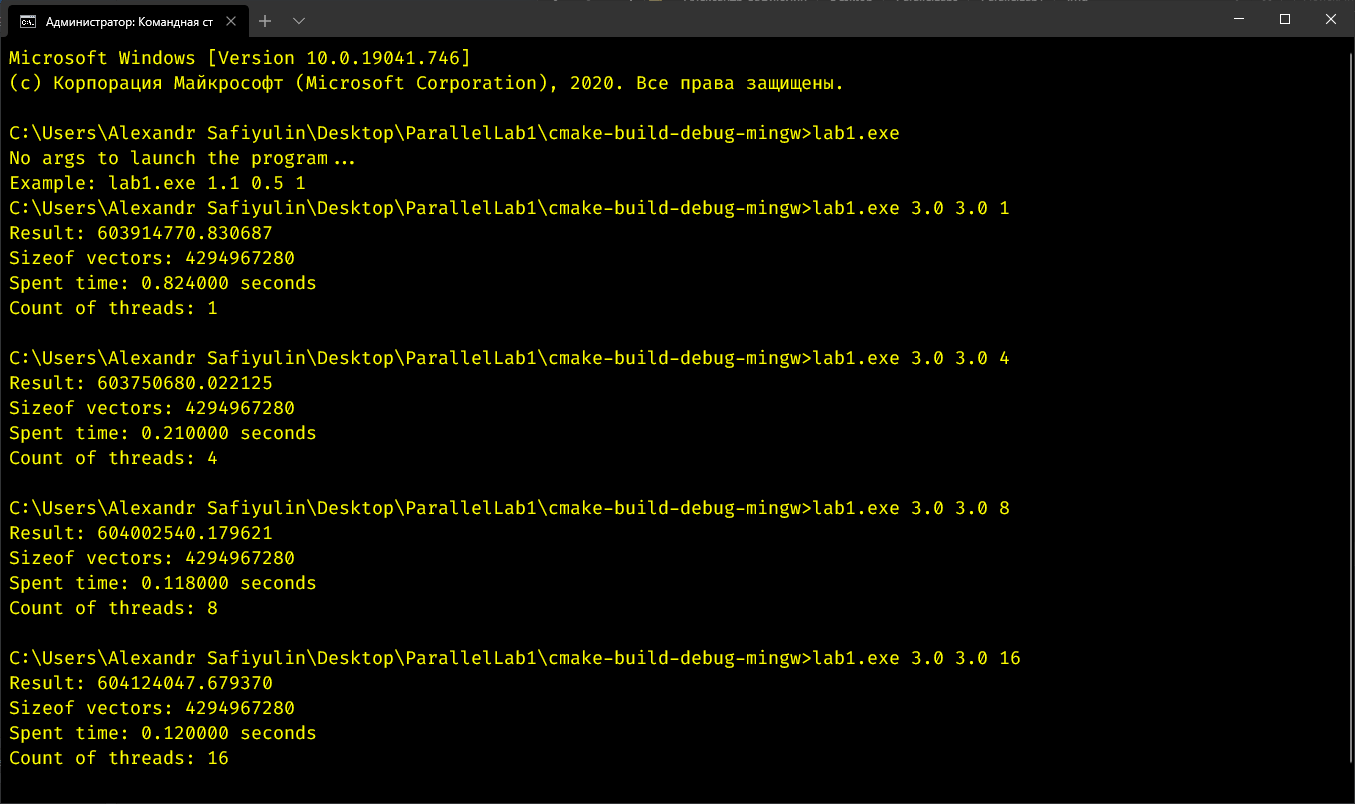 Администратор: Командная ст
Microsoft Windows [Version 10.0.19041.746]
(c) Корпорация Майкрософт (Microsoft Corporation), 2020. Все права защищены.
C:\Users\Alexandr Safiyulin\Desktop\ParallelLab1\cmake-build-debug-mingw>lab1.exe
No args to launch the program...
Example: lab1.exe 1.1 0.5 1
C:\Users\Alexandr Safiyulin\Desktop\ParallelLab1\cmake-build-debug-mingw>lab1.exe 3.0 3.0 1
Result: 603914770.830687
Sizeof vectors: 4294967280
Spent time: 0.824000 seconds
Count of threads: 1
C:\Users\Alexandr Safiyulin\Desktop\ParallelLab1\cmake-build-debug-mingw>lab1.exe 3.0 3.0 4
Result: 603750680.022125
Sizeof vectors: 4294967280
Spent time: 0.210000 seconds
Count of threads: 4
C:\Users\Alexandr Safiyulin\Desktop\ParallelLab1\cmake-build-debug-mingw>lab1.exe 3.0 3.0 8
Result: 604002540.179621
Sizeof vectors: 4294967280
Spent time: 0.118000 seconds
Count of threads: 8
C:\Users\Alexandr Safiyulin\Desktop\ParallelLab1\cmake-build-debug-mingw>lab1.exe 3.0 3.0 16
Result: 604124047.679370
Sizeof vectors: 4294967280
Spent time: 0.120000 seconds
Count of threads: 16